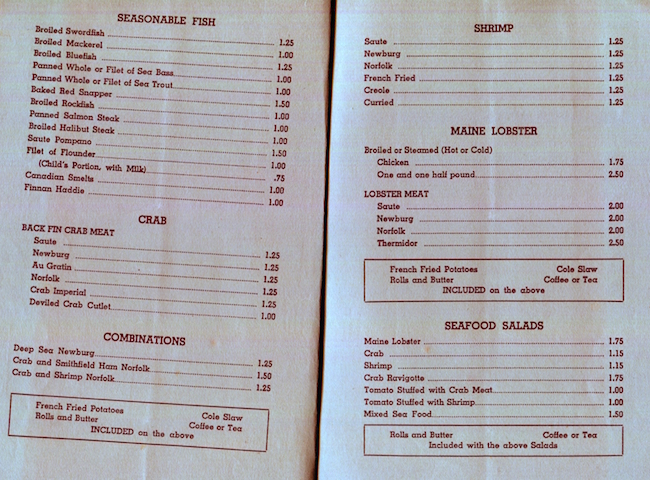 SEASONABLE FISH
Broiled Swordfish 1.25
Broiled Mackerel 1.00
Broiled Bluefish 1.25
Panned Whole or Filet of Sea Bass 1.00
Panned Whole or Filet of Sea Trout 1.00
Baked Red Snapper 1.50
Broiled Rockfish 1.00
Panned Salmon Steak 1.00
Broiled Halibut Steak 1.00
Saute Pompano 1.50
Filet of Flounder 1.00
(Child's Portion, with Milk) .75
Canadian Smelts 1.00
Finnan Haddie 1.00
CRAB
BACK FIN CRAB MEAT
Saute 1.25
Newburg 1.25
Au Gratin 1.25
Norfolk 1.25
Crab Imperial 1.25
Deviled Crab Cutlet 1.00
COMBINATIONS
Deep Sea Newburg 1.25
Crab and Smithfield Ham Norfolk 1.50
Crab and Shrimp Norfolk 1.25
French Fried Potatoes Cole Slaw
Rolls and Butter Coffee or Tea
INCLUDED on the above
SHRIMP
Saute 1.25
Newburg 1.25
Norfolk 1.25
French Fried 1.25
Creole 1.25
Curried 1.25
MAINE LOBSTER
Broiled or Steamed (Hot or Cold)
Chicken 1.75
One and one half pound 2.50
LOBSTER MEAT
Saute 2.00
Newburg 2.00
Norfolk 2.00
Thermidor 2.50
French Fried Potatoes Cole Slaw
Rolls and Butter Coffee or Tea
INCLUDED on the above
SEAFOOD SALADS
Maine Lobster 1.75
Crab 1.15
Shrimp 1.15
Crab Ravigotte 1.75
Tomato Stuffed with Crab Meat 1.00
Tomato Stuffed with Shrimp 1.00
Mixed Sea Food 1.50
Rolls and Butter Coffee or Tea
Included with the above Salads